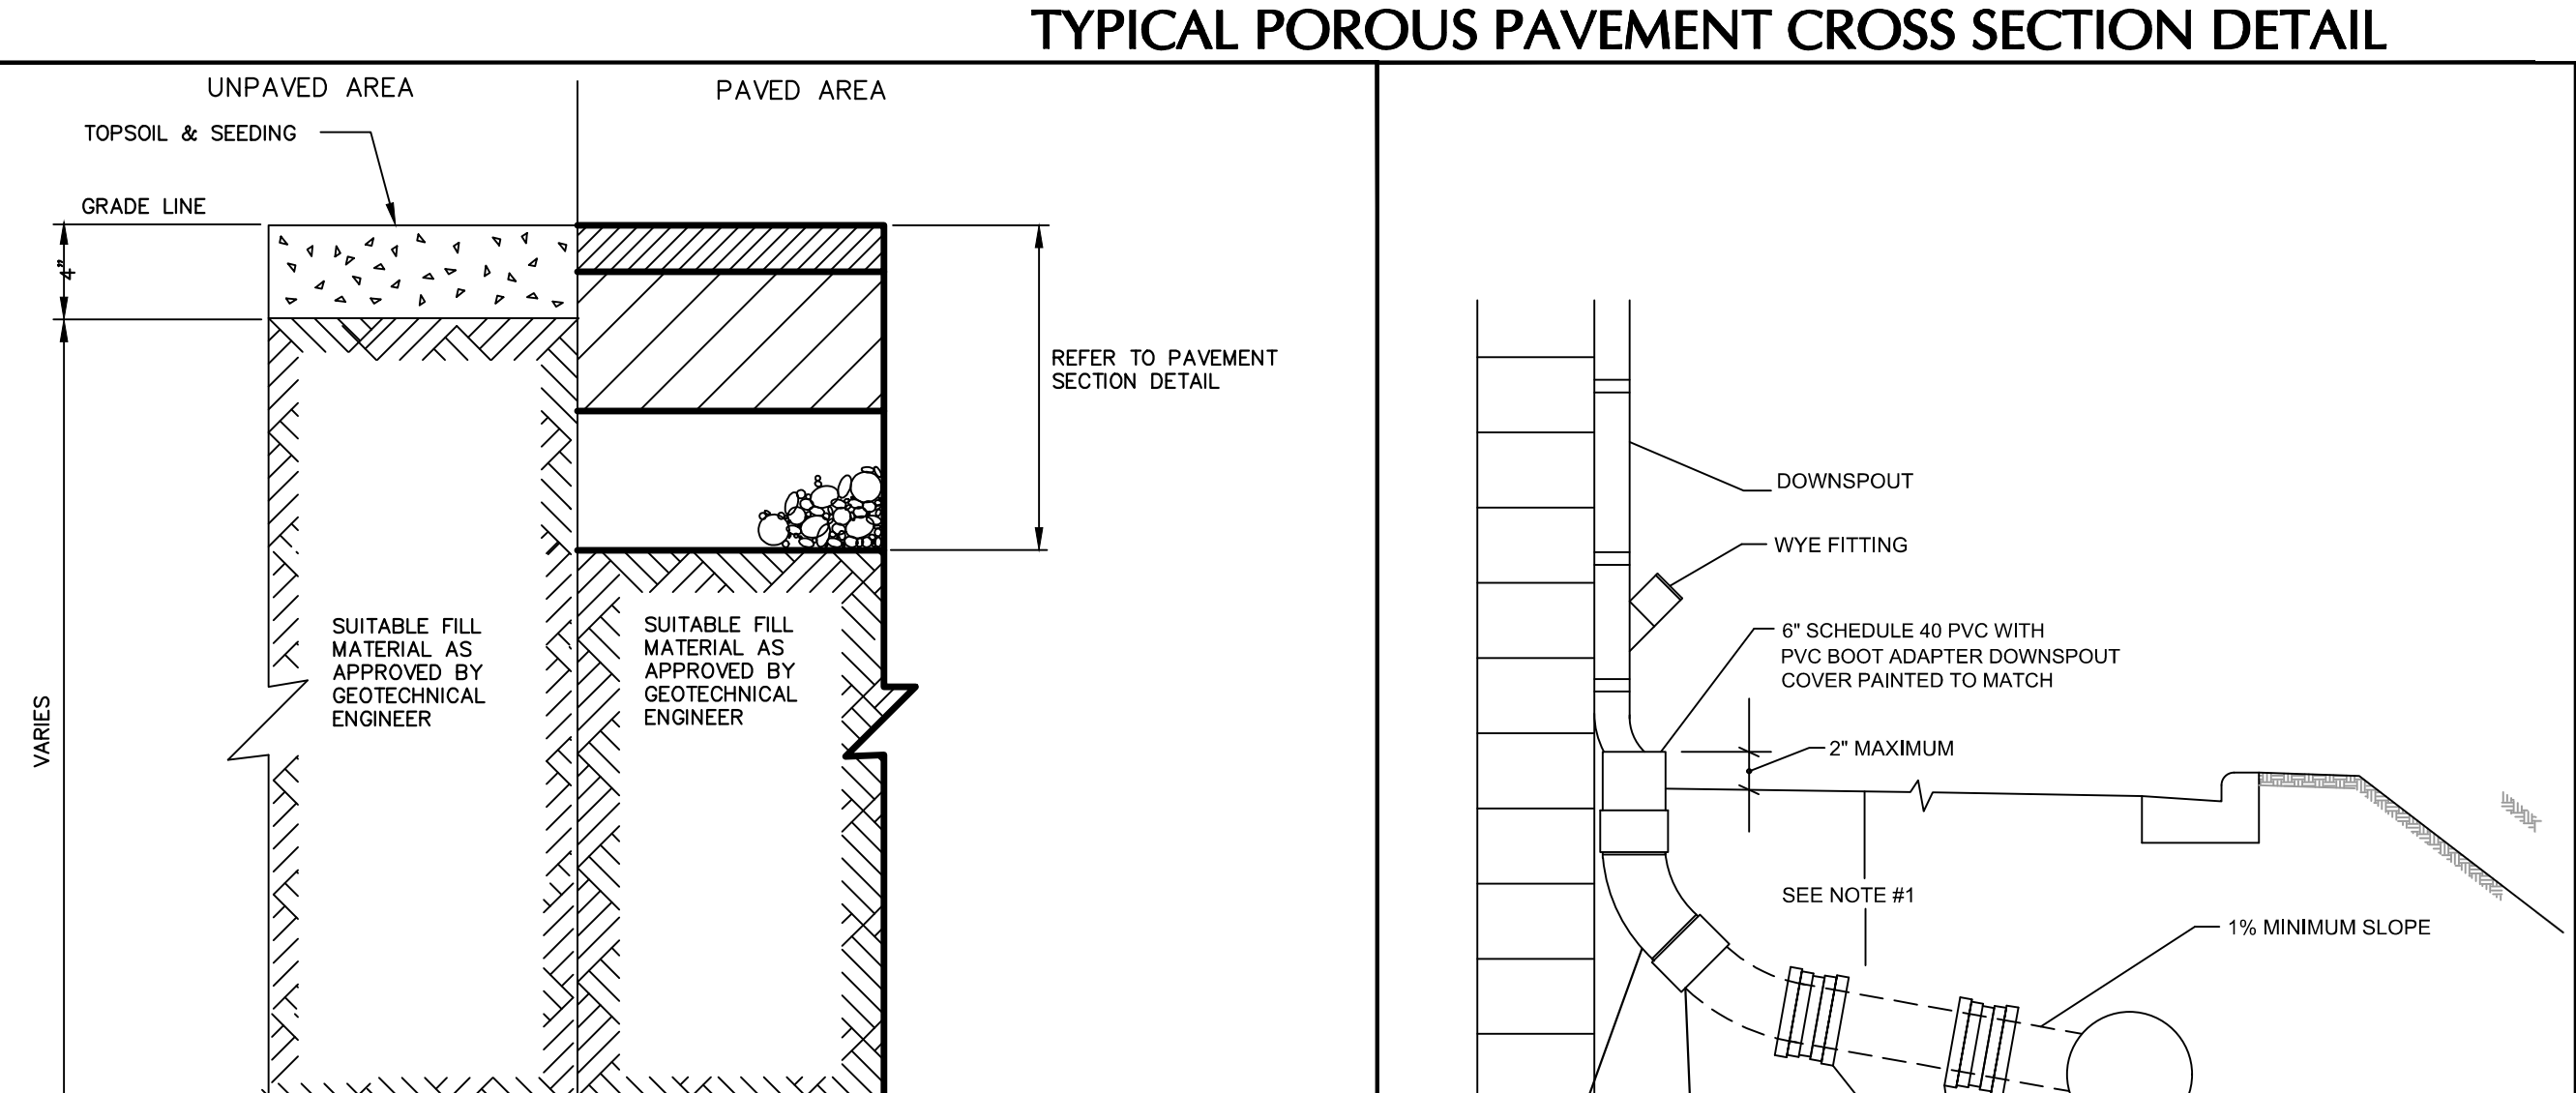 TYPICAL POROUS PAVEMENT CROSS SECTION DETAIL
UNPAVED AREA
PAVED AREA
TOPSOIL & SEEDING
GRADE LINE
4"
REFER TO PAVEMENT
SECTION DETAIL
SUITABLE FILL
MATERIAL AS
APPROVED BY
GEOTECHNICAL
ENGINEER
SUITABLE FILL
MATERIAL AS
APPROVED BY
GEOTECHNICAL
ENGINEER
VARIES
DOWNSPOUT
WYE FITTING
6" SCHEDULE 40 PVC WITH
PVC BOOT ADAPTER DOWNSPOUT
COVER PAINTED TO MATCH
2" MAXIMUM
SEE NOTE #1
1% MINIMUM SLOPE